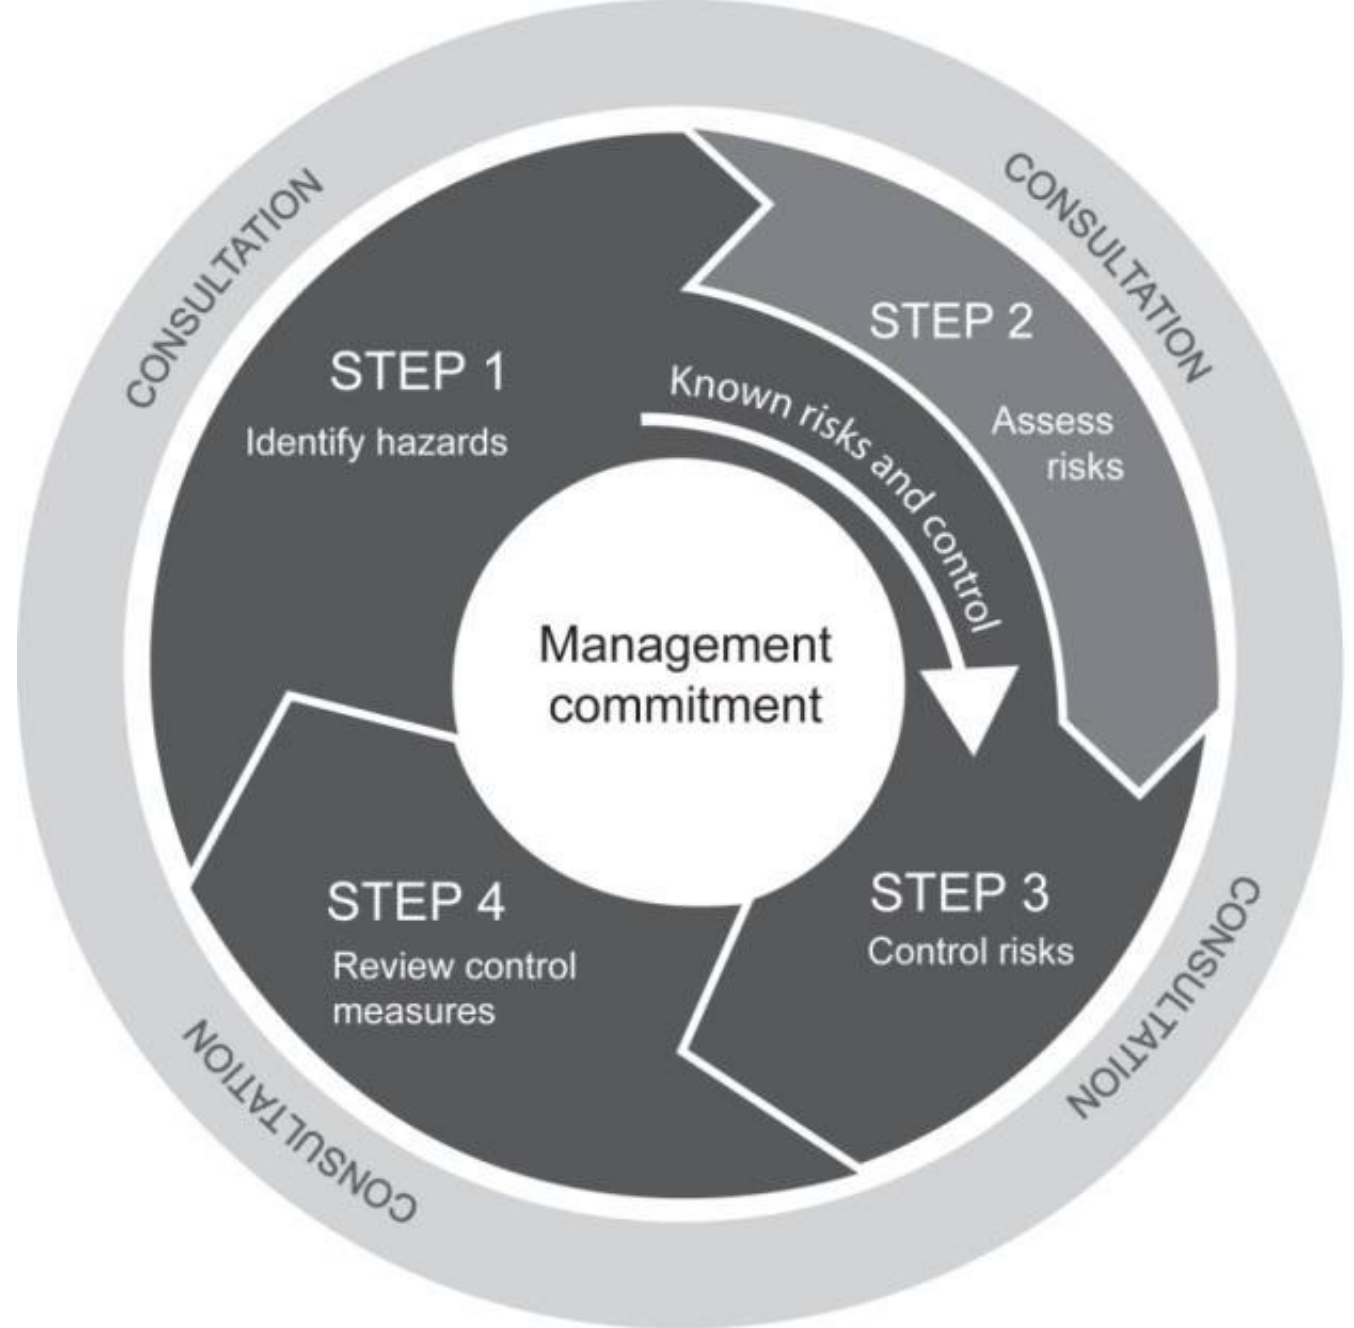 CONSULTATION
CONSULTATION
STEP 1
Identify hazards
STEP 2
Assess
risks
Known risks and control
Management
commitment
STEP 3
Control risks
STEP 4
Review control
measures
CONSULTATION
CONSULTATION